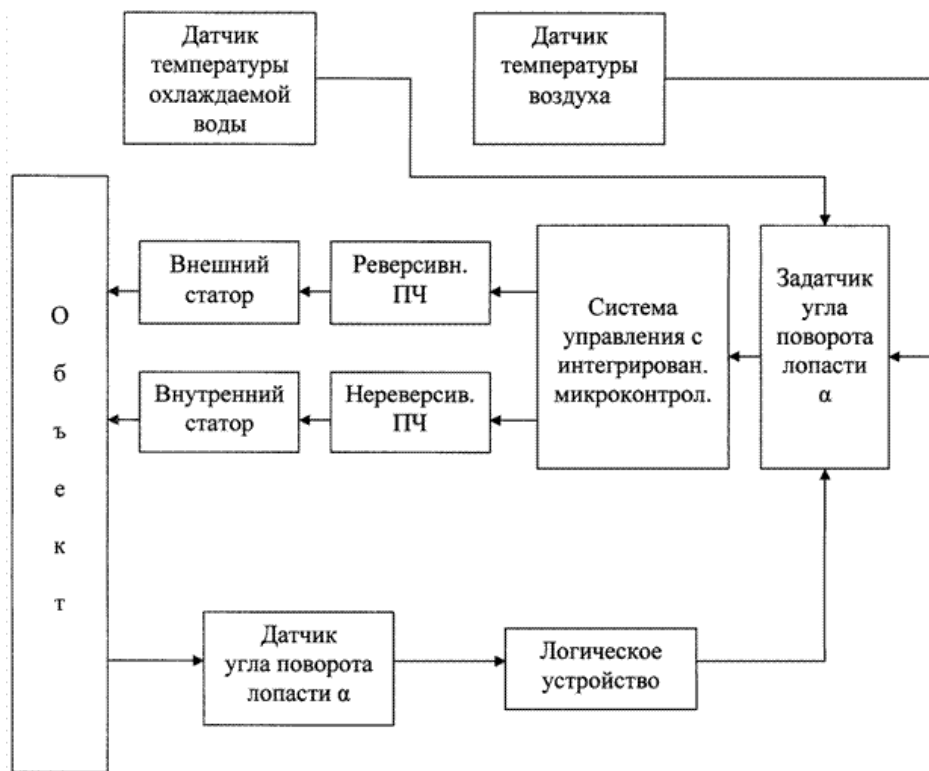 Датчик
температуры
охлаждаемой
воды
Датчик
температуры
воздуха
О
б
ъ
е
к
т
Внешний
статор
Реверсивн.
ПЧ
Внутренний
статор
Нереверсив.
ПЧ
Система
управления с
интегрирован.
микроконтрол.
Задатчик
угла
поворота
лопасти
α
Датчик
угла поворота
лопасти α
Логическое
устройство